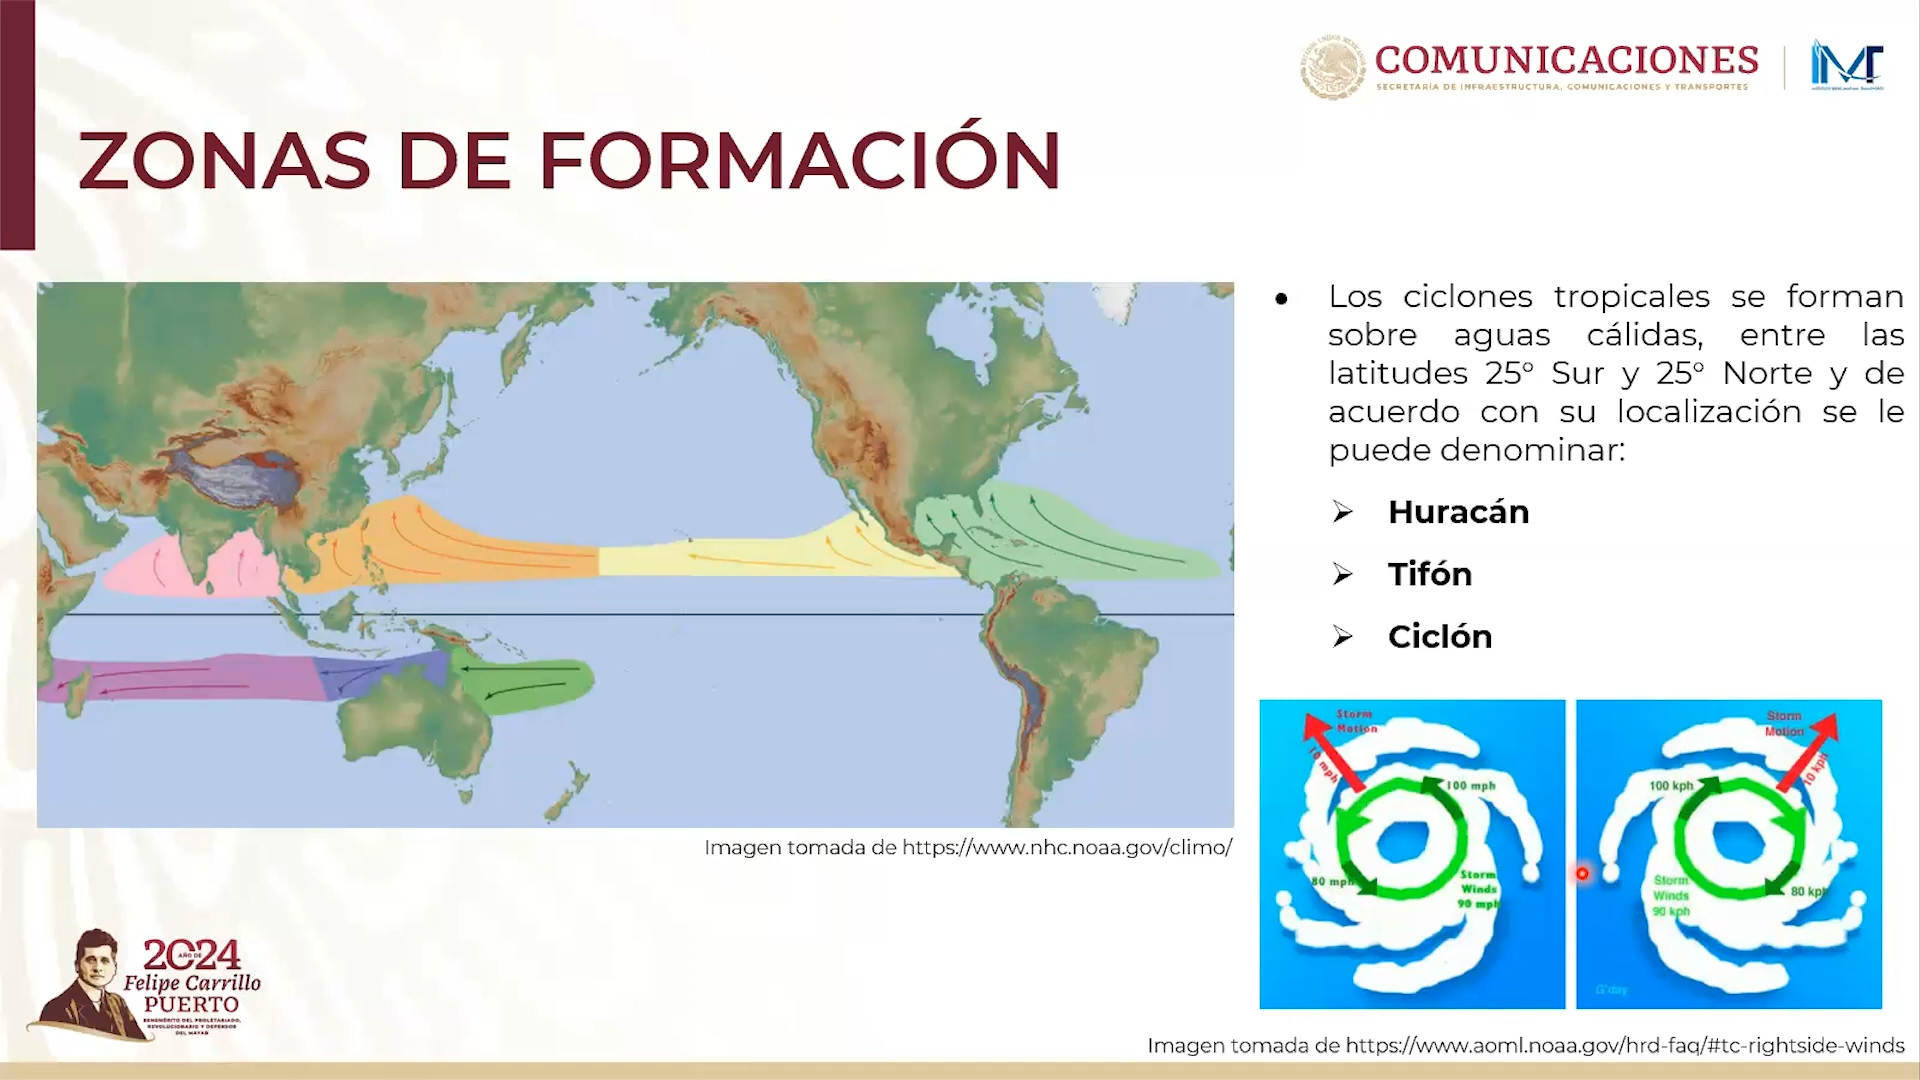 COMUNICACIONES
SECRETARÍA DE INFRAESTRUCTURA, COMUNICACIONES Y TRANSPORTES
IMT
ZONAS DE FORMACIÓN
• Los ciclones tropicales se forman
sobre aguas cálidas, entre las
latitudes 25° Sur y 25° Norte y de
acuerdo con su localización se le
puede denominar:
➢ Huracán
➢ Tifón
➢ Ciclón
Storm
Motion
10 mph
100 mph
80 mph
Storm
Winds
90 mph
Storm
Motion
10 kph
100 kph
80 kph
Storm
Winds
90 kph
G'day
Imagen tomada de https://www.nhc.noaa.gov/climo/
2024
AÑO DE
Felipe Carrillo
PUERTO
BENEMÉRITO DEL PROLETARIADO,
REVOLUCIONARIO Y DEFENSOR
DEL MAYAB
Imagen tomada de https://www.aoml.noaa.gov/hrd-faq/#tc-rightside-winds